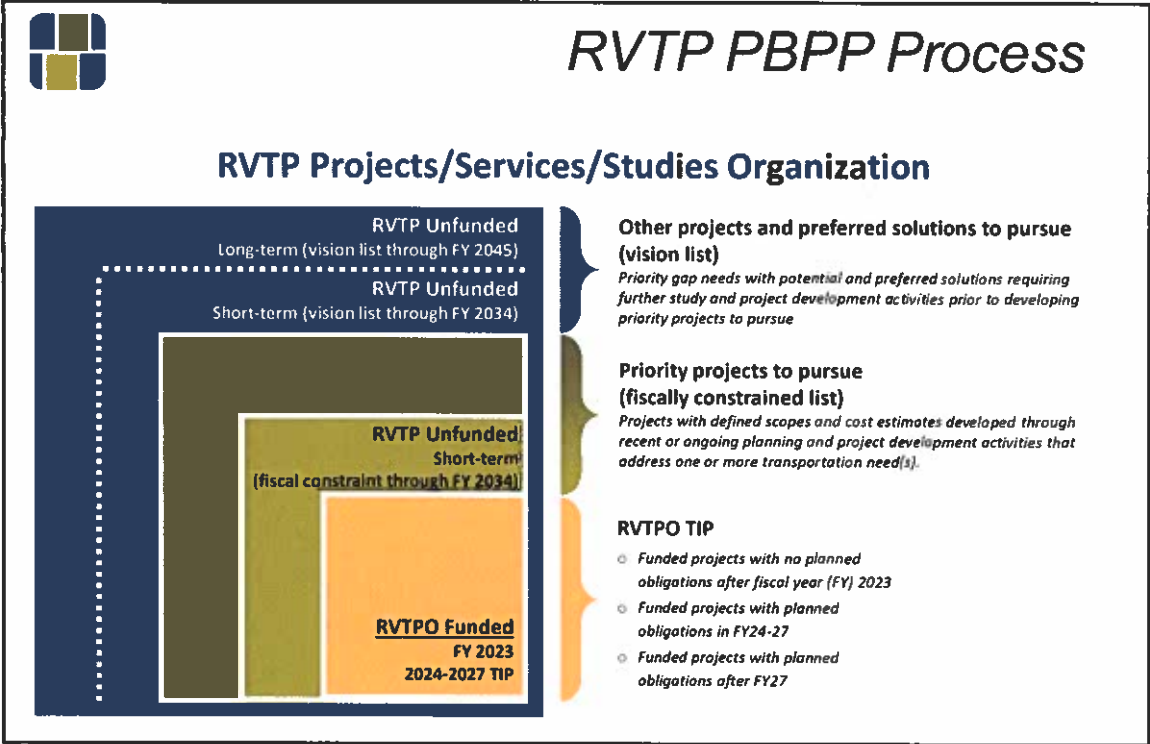 RVTP PBPP Process
RVTP Projects/Services/Studies Organization
RVTP Unfunded
Long-term (vision list through FY 2045)
RVTP Unfunded
Short-term (vision list through FY 2034)
RVTP Unfunded
Short-term
(fiscal constraint through FY 2034)
RVTPO Funded
FY 2023
2024-2027 TIP
Other projects and preferred solutions to pursue
(vision list)
Priority gap needs with potential and preferred solutions requiring
further study and project development activities prior to developing
priority projects to pursue
Priority projects to pursue
(fiscally constrained list)
Projects with defined scopes and cost estimates developed through
recent or ongoing planning and project development activities that
address one or more transportation need(s).
RVTPO TIP
○ Funded projects with no planned
obligations after fiscal year (FY) 2023
○ Funded projects with planned
obligations in FY24-27
○ Funded projects with planned
obligations after FY27